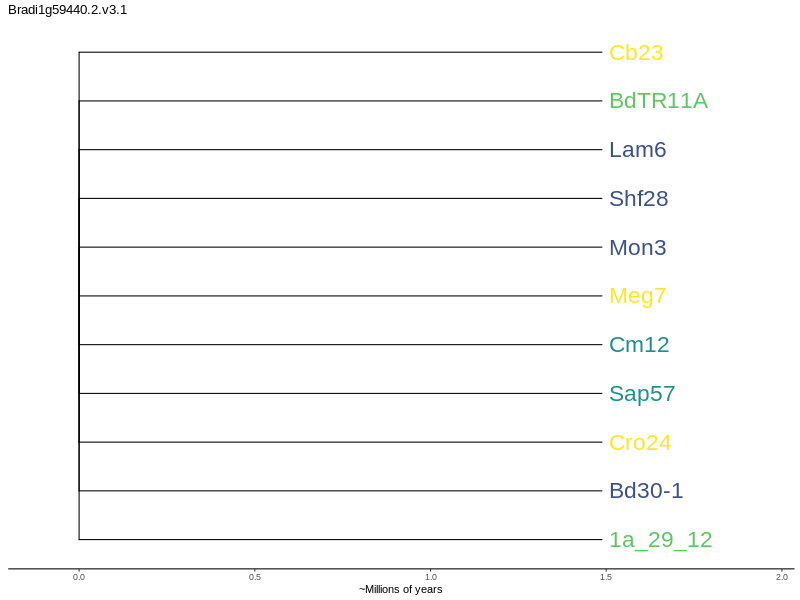 Bradi1g59440.2.v3.1
Cb23
BdTR11A
Lam6
Shf28
Mon3
Meg7
Cm12
Sap57
Cro24
Bd30-1
1a_29_12
0.0 0.5 1.0 1.5 2.0
~Millions of years